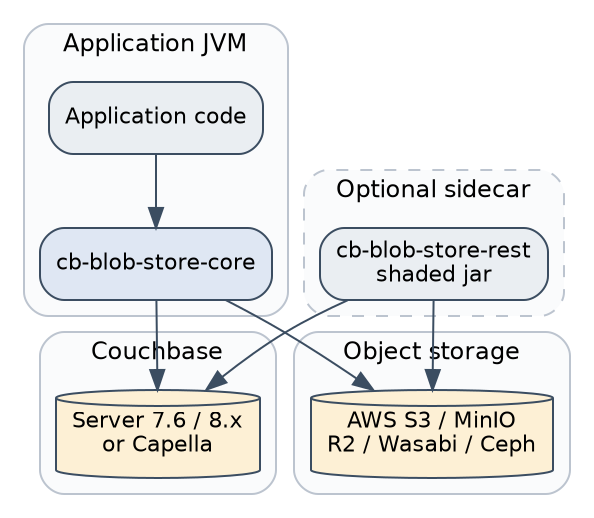 Application JVM
Application code
Optional sidecar
cb-blob-store-core
cb-blob-store-rest
shaded jar
Couchbase
Object storage
Server 7.6 / 8.x
or Capella
AWS S3 / MinIO
R2 / Wasabi / Ceph